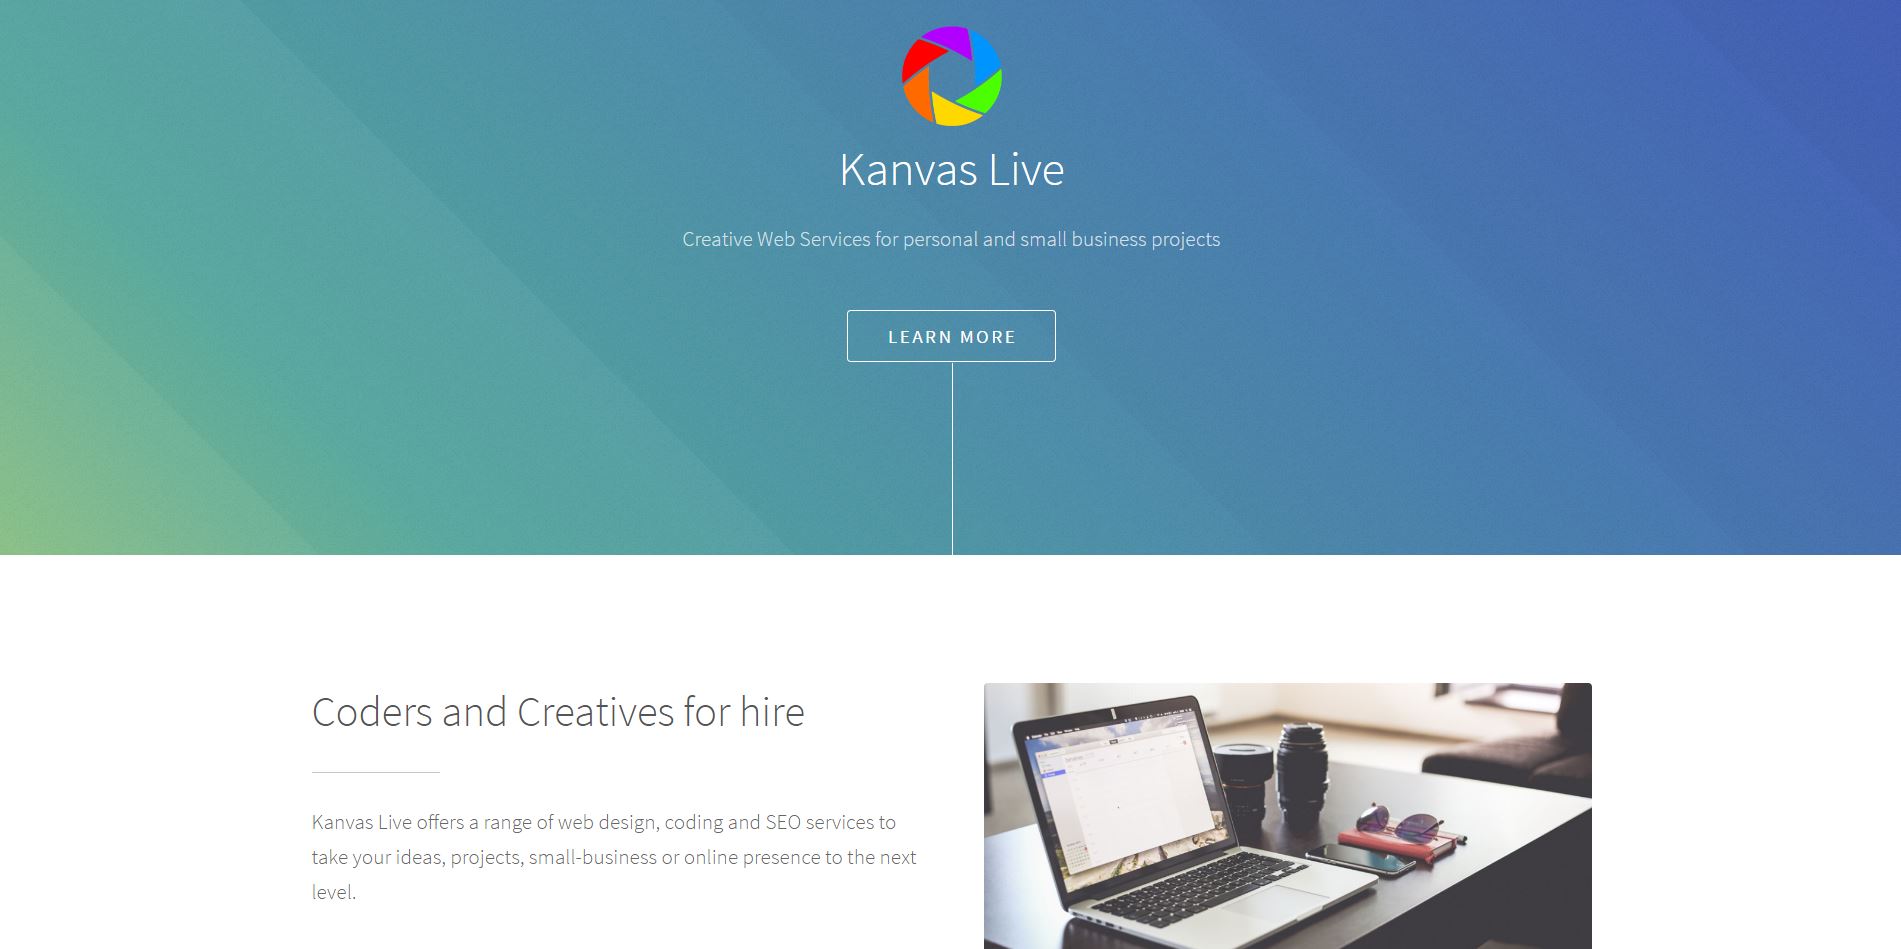 Kanvas Live
Creative Web Services for personal and small business projects
LEARN MORE
Coders and Creatives for hire
Kanvas Live offers a range of web design, coding and SEO services to
take your ideas, projects, small-business or online presence to the next
level.